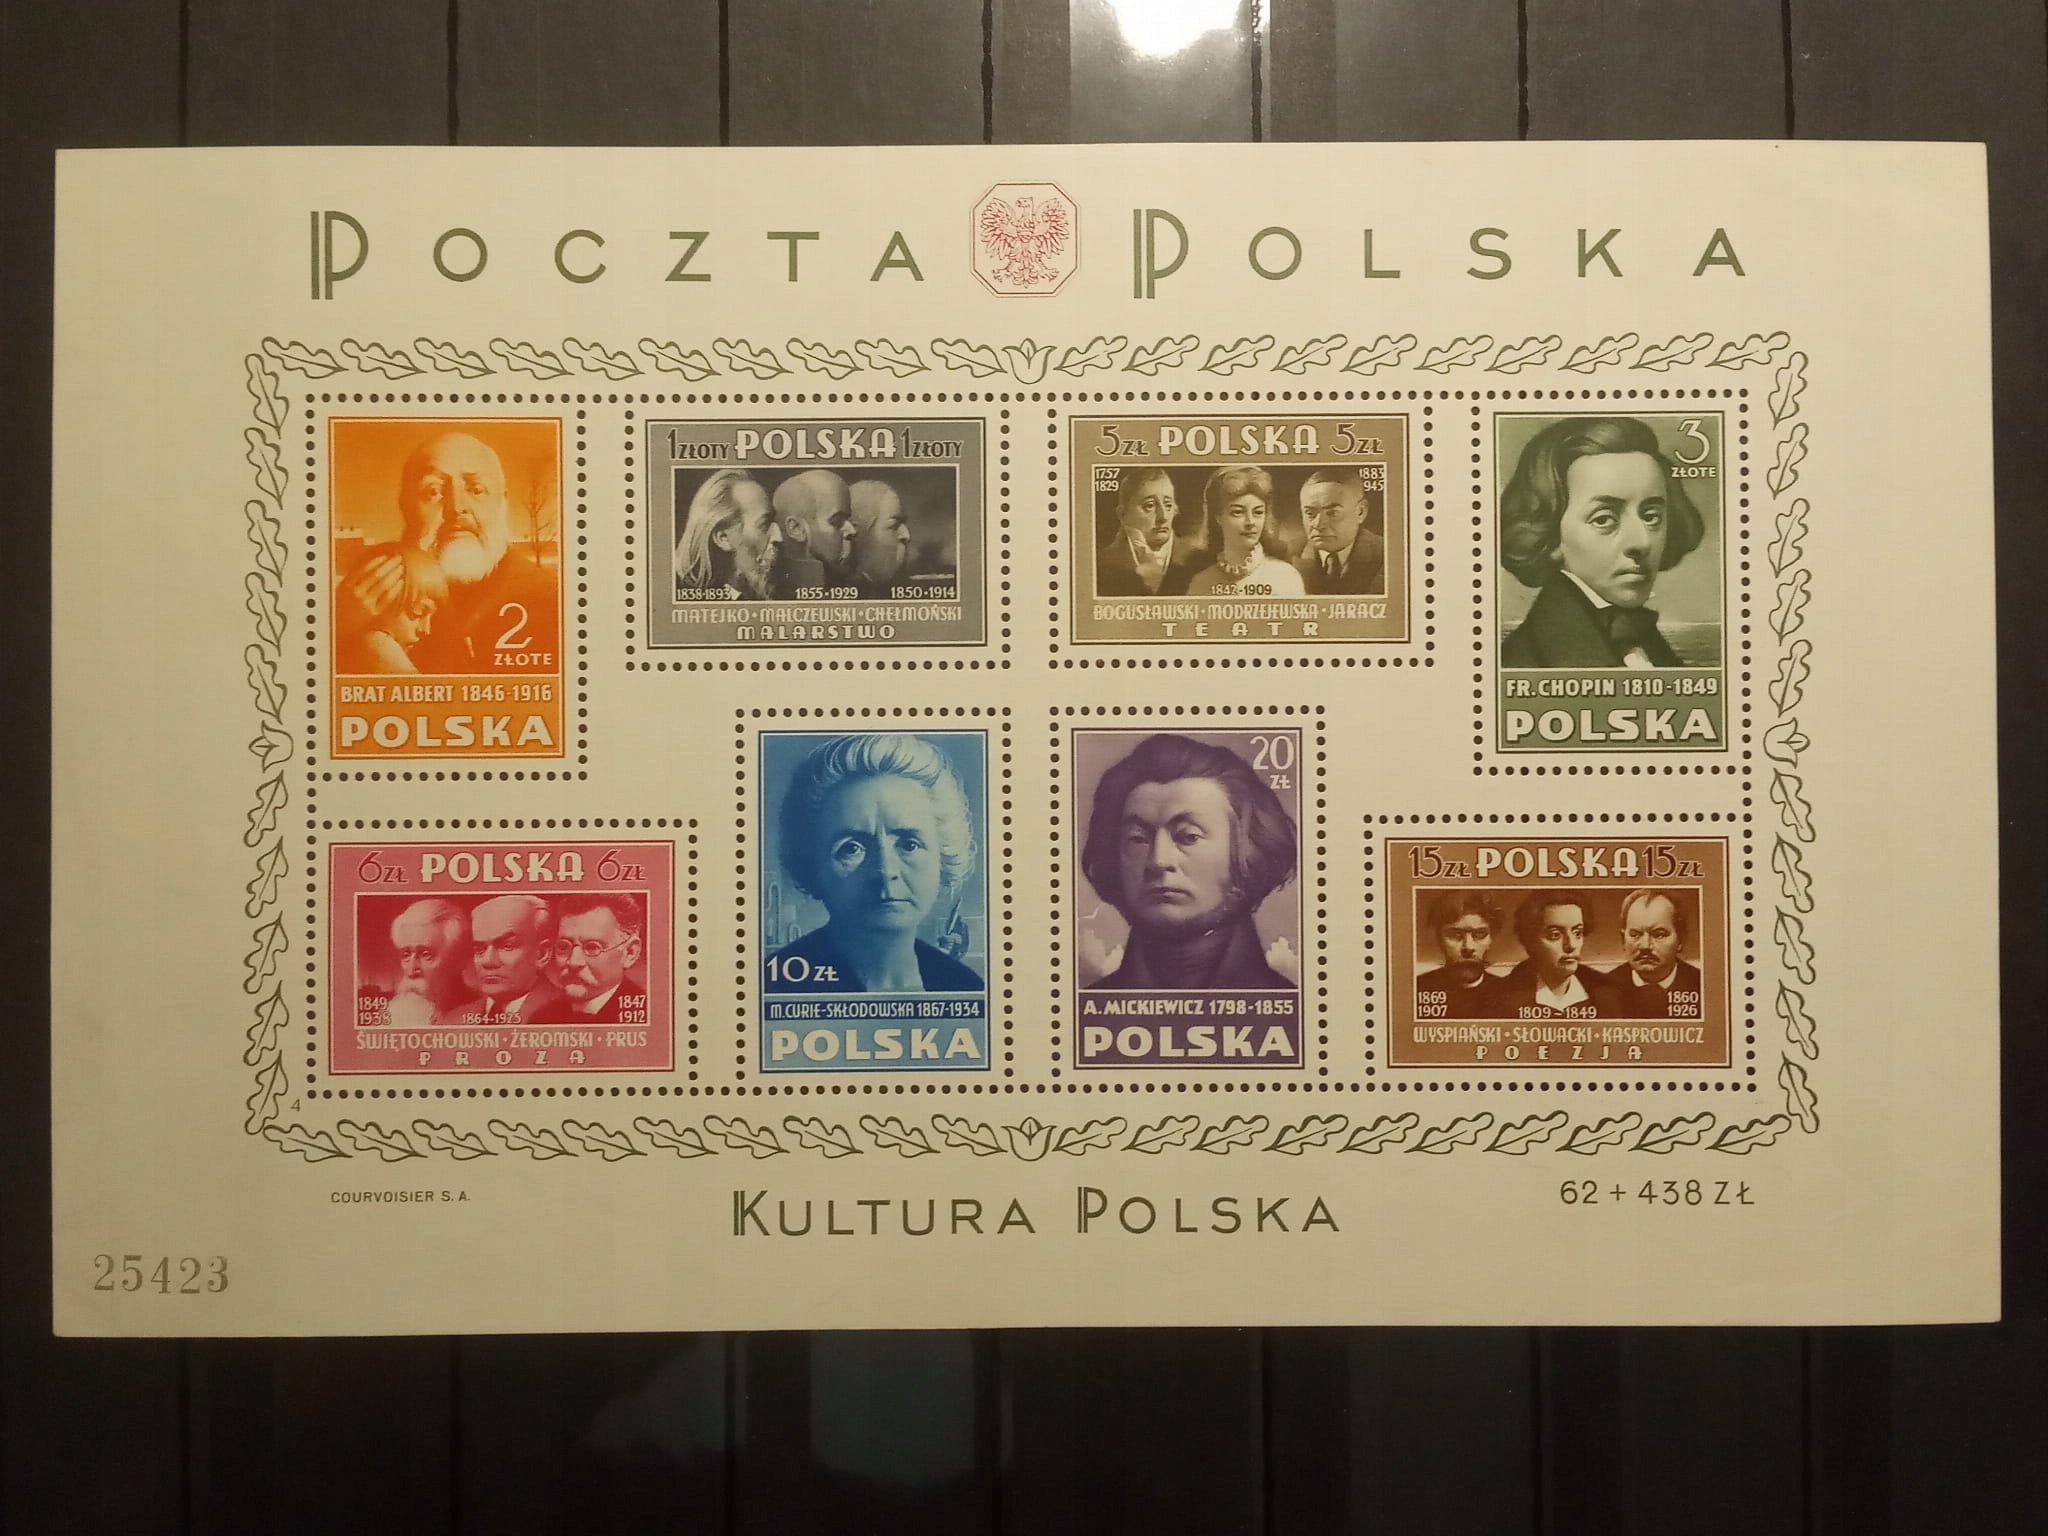 POCZTA POLSKA
2
ZŁOTE
BRAT ALBERT 1846-1916
POLSKA
1 ZŁOTY POLSKA 1 ZŁOTY
1838-1893 1855-1929 1850-1914
MATEJKO · MALCZEWSKI · CHEŁMOŃSKI
MALARSTWO
5 ZŁ POLSKA 5 ZŁ
1757 1883
1829 1945
1842-1909
BOGUSŁAWSKI · MODRZEJEWSKA · JARACZ
TEATR
3
ZŁOTE
FR. CHOPIN 1810-1849
POLSKA
6 ZŁ POLSKA 6 ZŁ
1849 1847
1938 1864-1925 1912
ŚWIĘTOCHOWSKI · ŻEROMSKI · PRUS
PROZA
10 ZŁ
M. CURIE-SKŁODOWSKA 1867-1934
POLSKA
20
ZŁ
A. MICKIEWICZ 1798-1855
POLSKA
15 ZŁ POLSKA 15 ZŁ
1869 1860
1907 1809-1849 1926
WYSPIAŃSKI · SŁOWACKI · KASPROWICZ
POEZJA
4
COURVOISIER S. A.
KULTURA POLSKA
62 + 438 ZŁ
25423